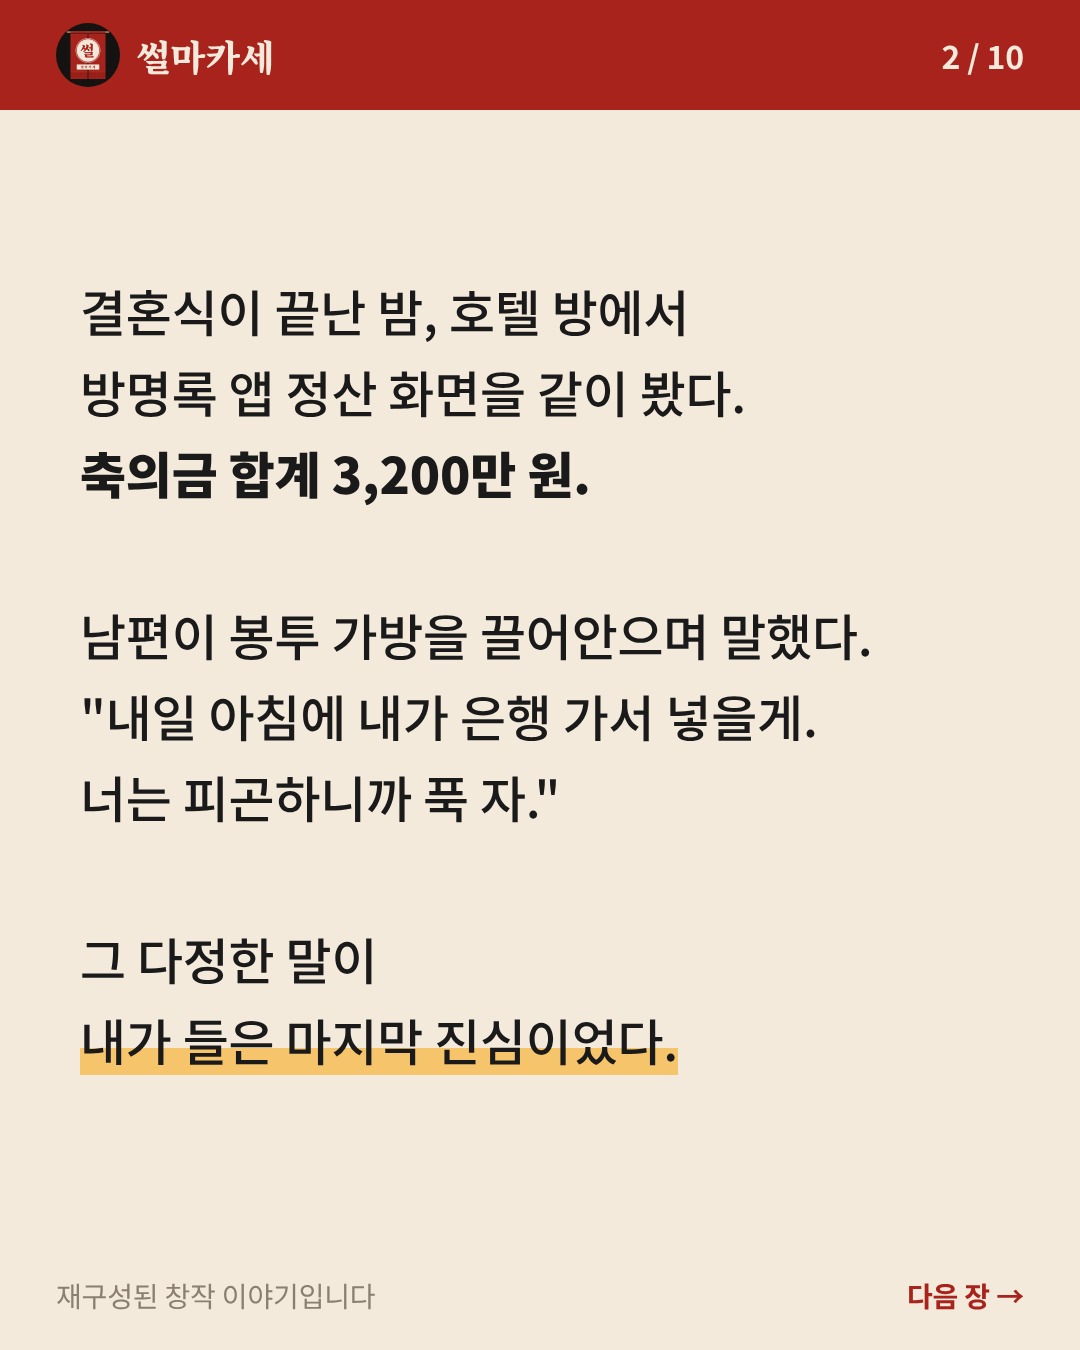 썰
썰마카세
2 / 10
결혼식이 끝난 밤, 호텔 방에서
방명록 앱 정산 화면을 같이 봤다.
축의금 합계 3,200만 원.
남편이 봉투 가방을 끌어안으며 말했다.
"내일 아침에 내가 은행 가서 넣을게.
너는 피곤하니까 푹 자."
그 다정한 말이
내가 들은 마지막 진심이었다.
재구성된 창작 이야기입니다
다음 장 →